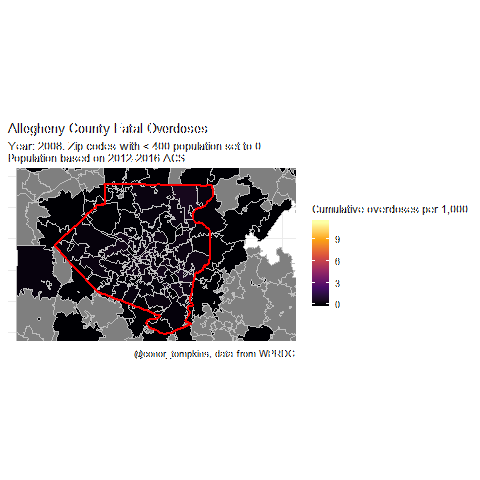 Allegheny County Fatal Overdoses
Year: 2008. Zip codes with < 400 population set to 0
Population based on 2012-2016 ACS
Cumulative overdoses per 1,000
9
6
3
0
@conor_tompkins, data from WPRDC